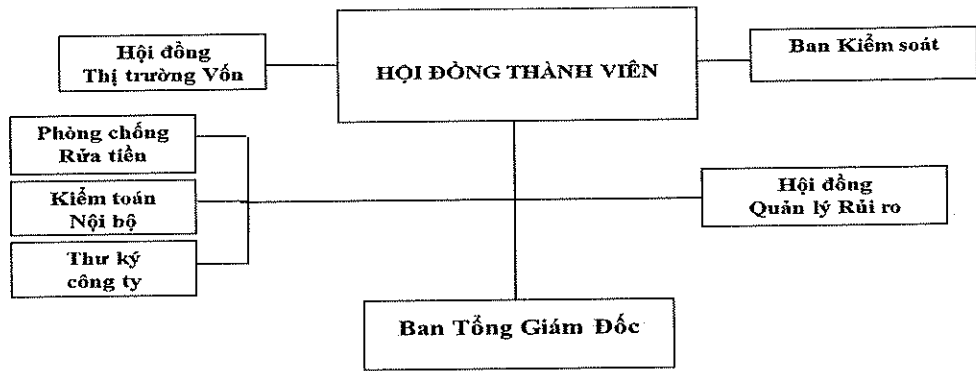 Hội đồng
Thị trường Vốn
HỘI ĐỒNG THÀNH VIÊN
Ban Kiểm soát
Phòng chống
Rửa tiền
Kiểm toán
Nội bộ
Thư ký
công ty
Hội đồng
Quản lý Rủi ro
Ban Tổng Giám Đốc